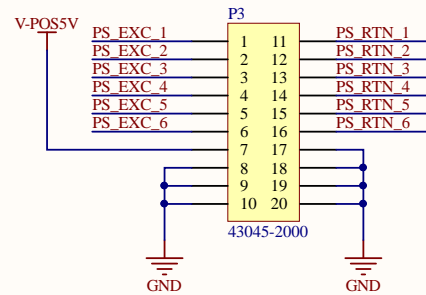 P3
V-POS5V
PS_EXC_1 1 11 PS_RTN_1
PS_EXC_2 2 12 PS_RTN_2
PS_EXC_3 3 13 PS_RTN_3
PS_EXC_4 4 14 PS_RTN_4
PS_EXC_5 5 15 PS_RTN_5
PS_EXC_6 6 16 PS_RTN_6
7 17
8 18
9 19
10 20
43045-2000
GND GND